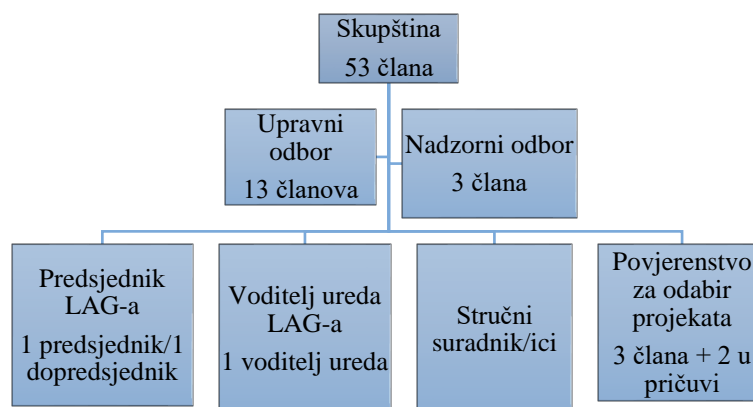 Skupština
53 člana
Upravni
odbor
13 članova
Nadzorni odbor
3 člana
Predsjednik
LAG-a
1 predsjednik/1
dopredsjednik
Voditelj ureda
LAG-a
1 voditelj ureda
Stručni
suradnik/ici
Povjerenstvo
za odabir
projekata
3 člana + 2 u
pričuvi